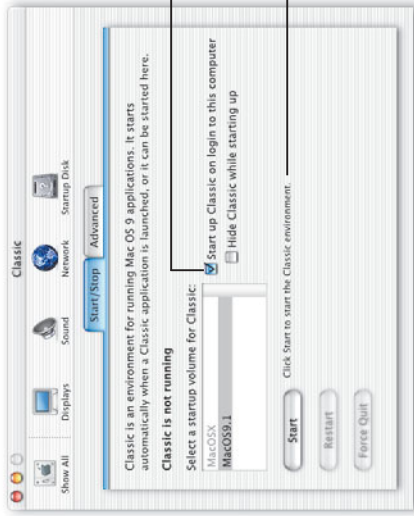 Classic
Show All
Displays
Sound
Network
Startup Disk
Start/Stop
Advanced
Classic is an environment for running Mac OS 9 applications. It starts
automatically when a Classic application is launched, or it can be started here.
Classic is not running
Select a startup volume for Classic:
MacOSX
MacOS9.1
Start up Classic on login to this computer
Hide Classic while starting up
Start
Click Start to start the Classic environment.
Restart
Force Quit